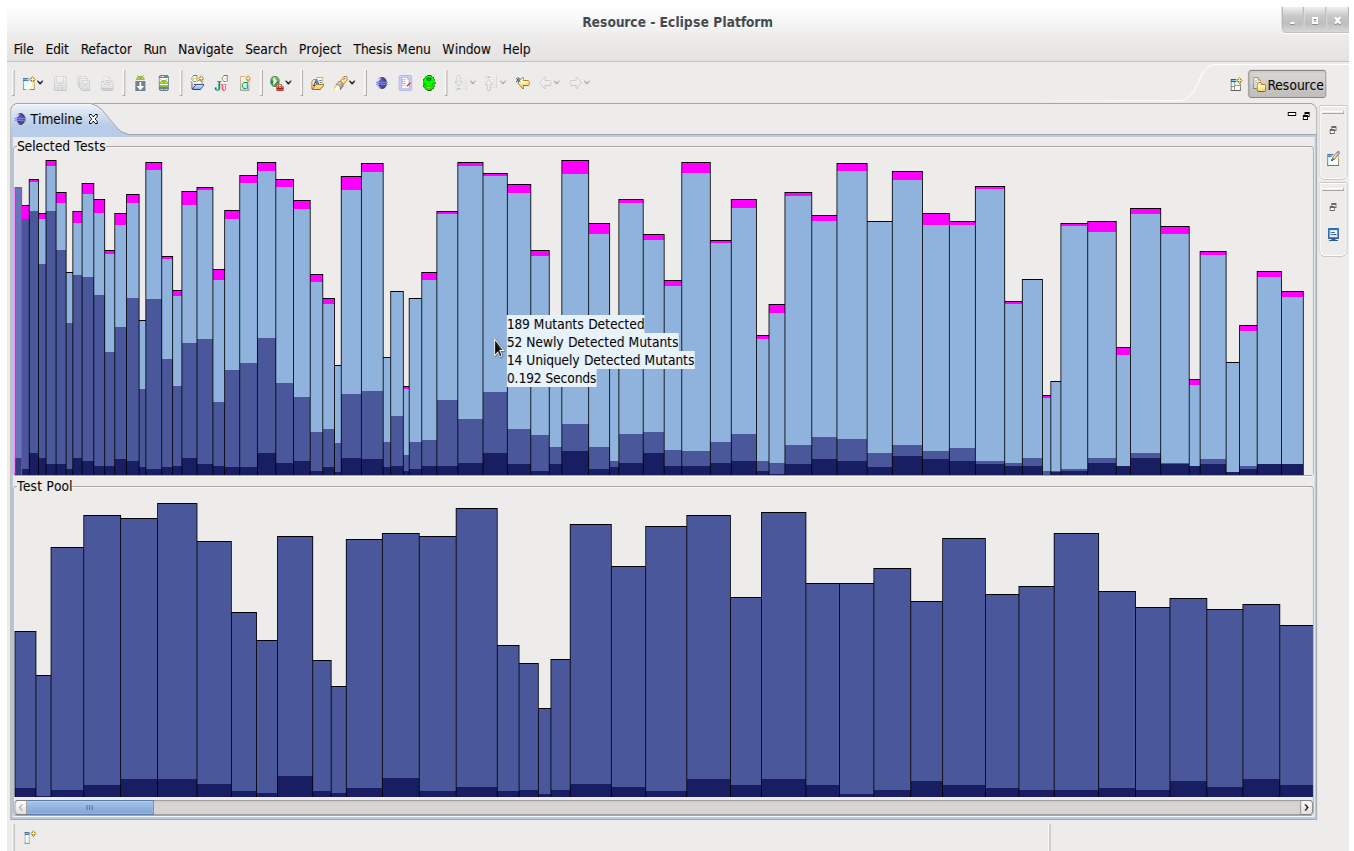 Resource - Eclipse Platform
File Edit Refactor Run Navigate Search Project Thesis Menu Window Help
Resource
Timeline
Selected Tests
189 Mutants Detected
52 Newly Detected Mutants
14 Uniquely Detected Mutants
0.192 Seconds
Test Pool